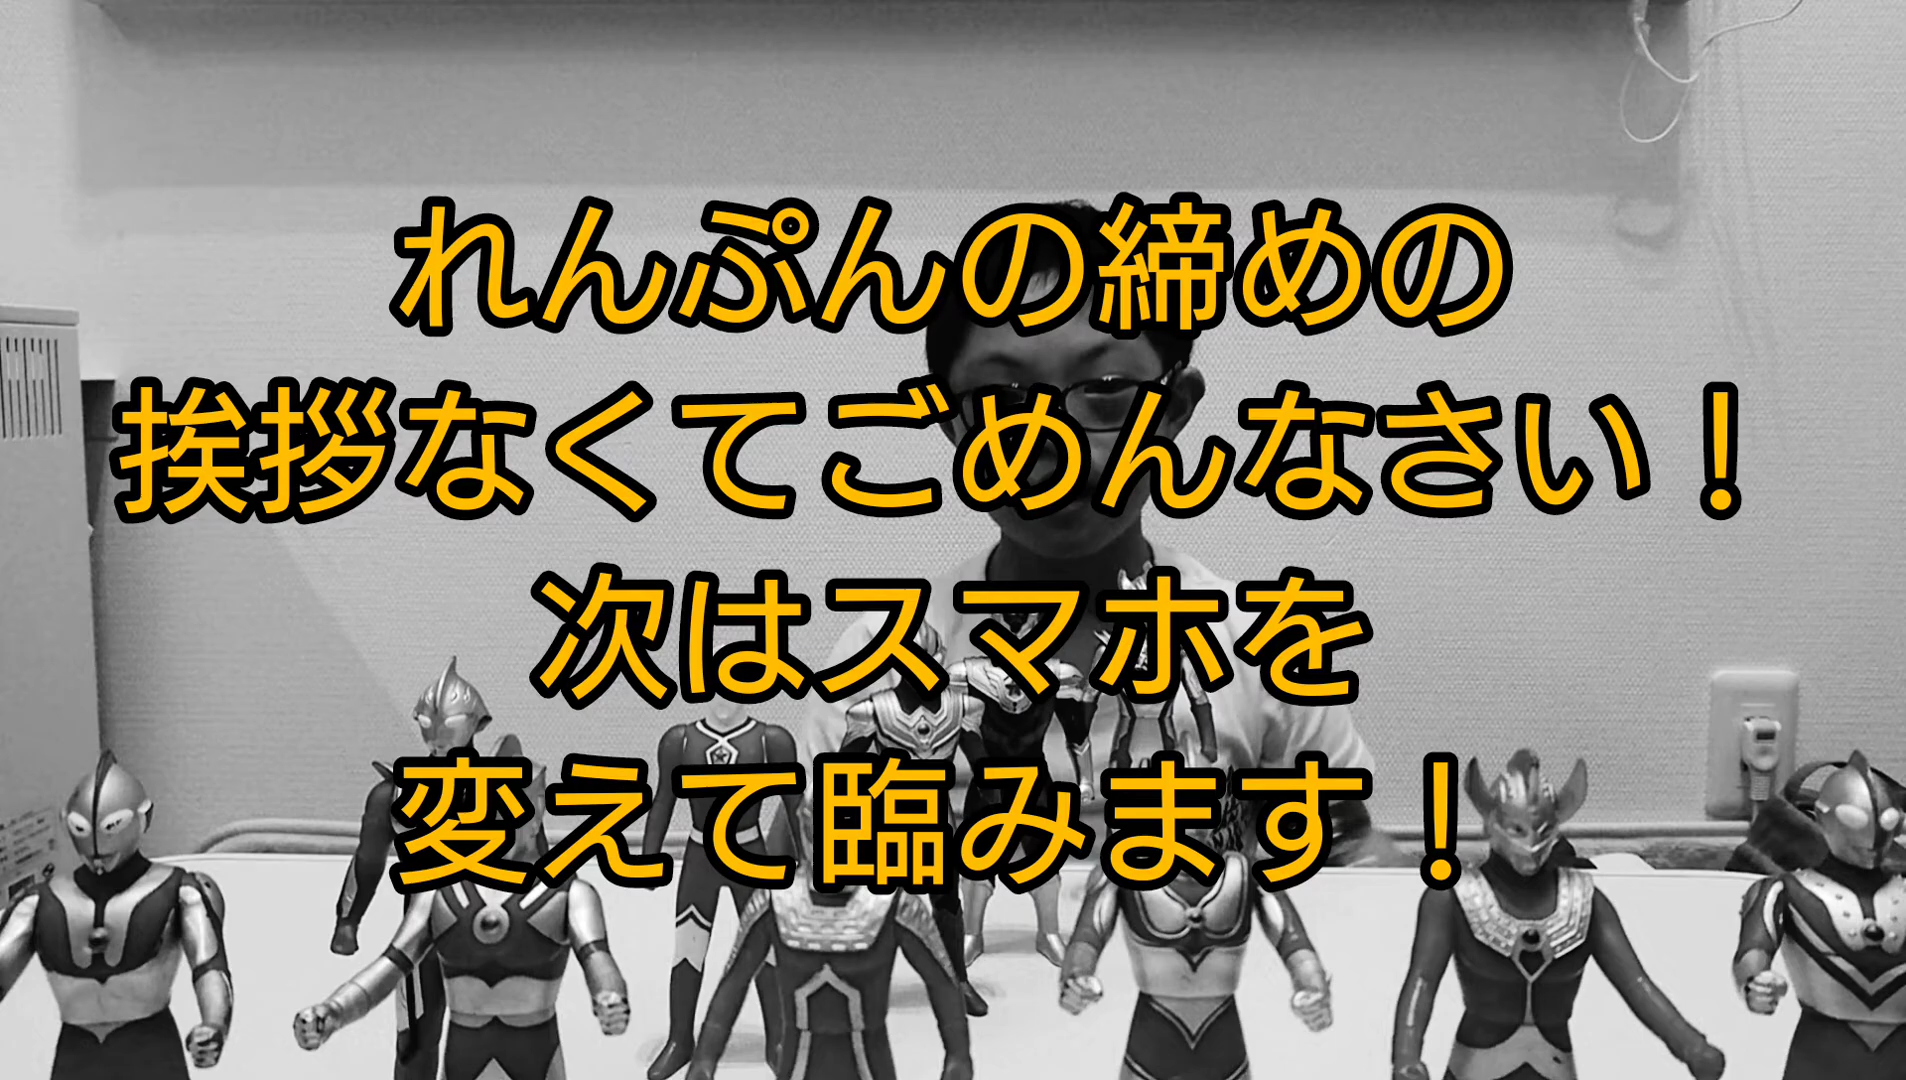 れんぷんの締めの
挨拶なくてごめんなさい！
次はスマホを
変えて臨みます！